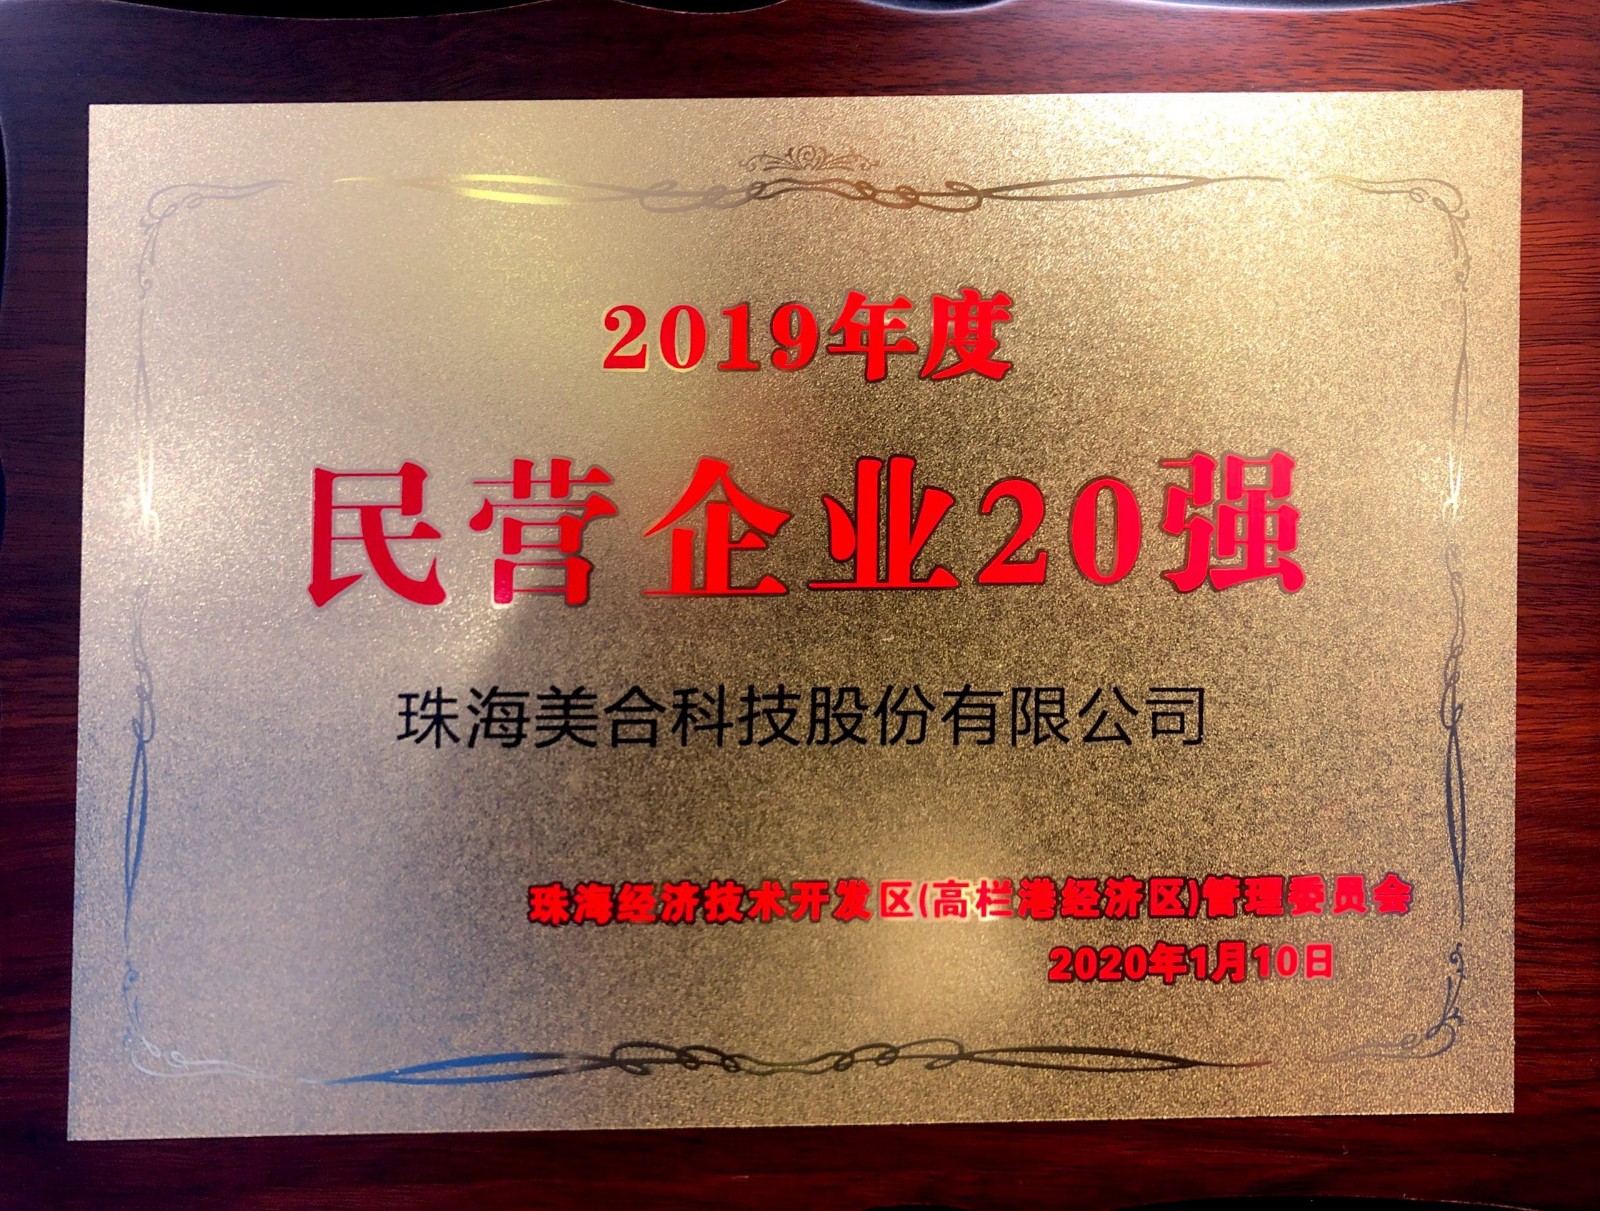 2019年度
民营企业20强
珠海美合科技股份有限公司
珠海经济技术开发区(高栏港经济区)管理委员会
2020年1月10日